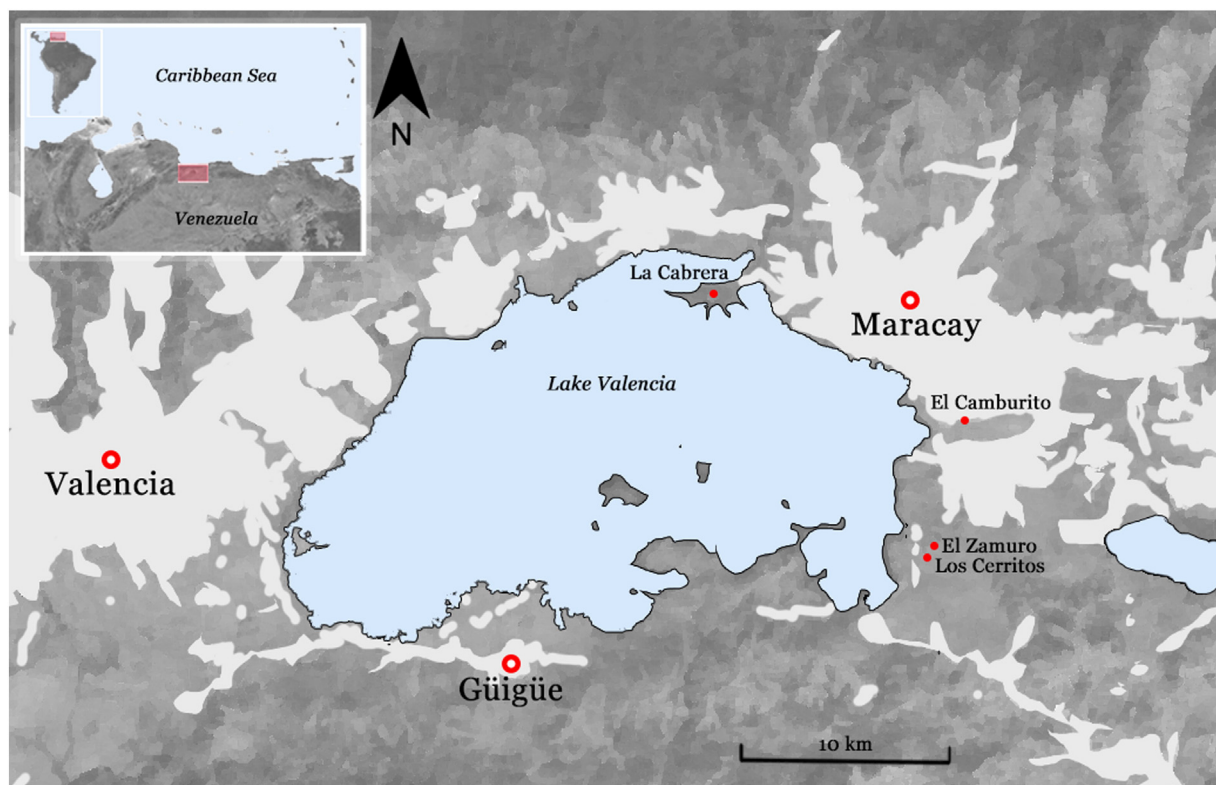 Caribbean Sea
Venezuela
N
La Cabrera
Maracay
Lake Valencia
El Camburito
Valencia
El Zamuro
Los Cerritos
Güigüe
10 km